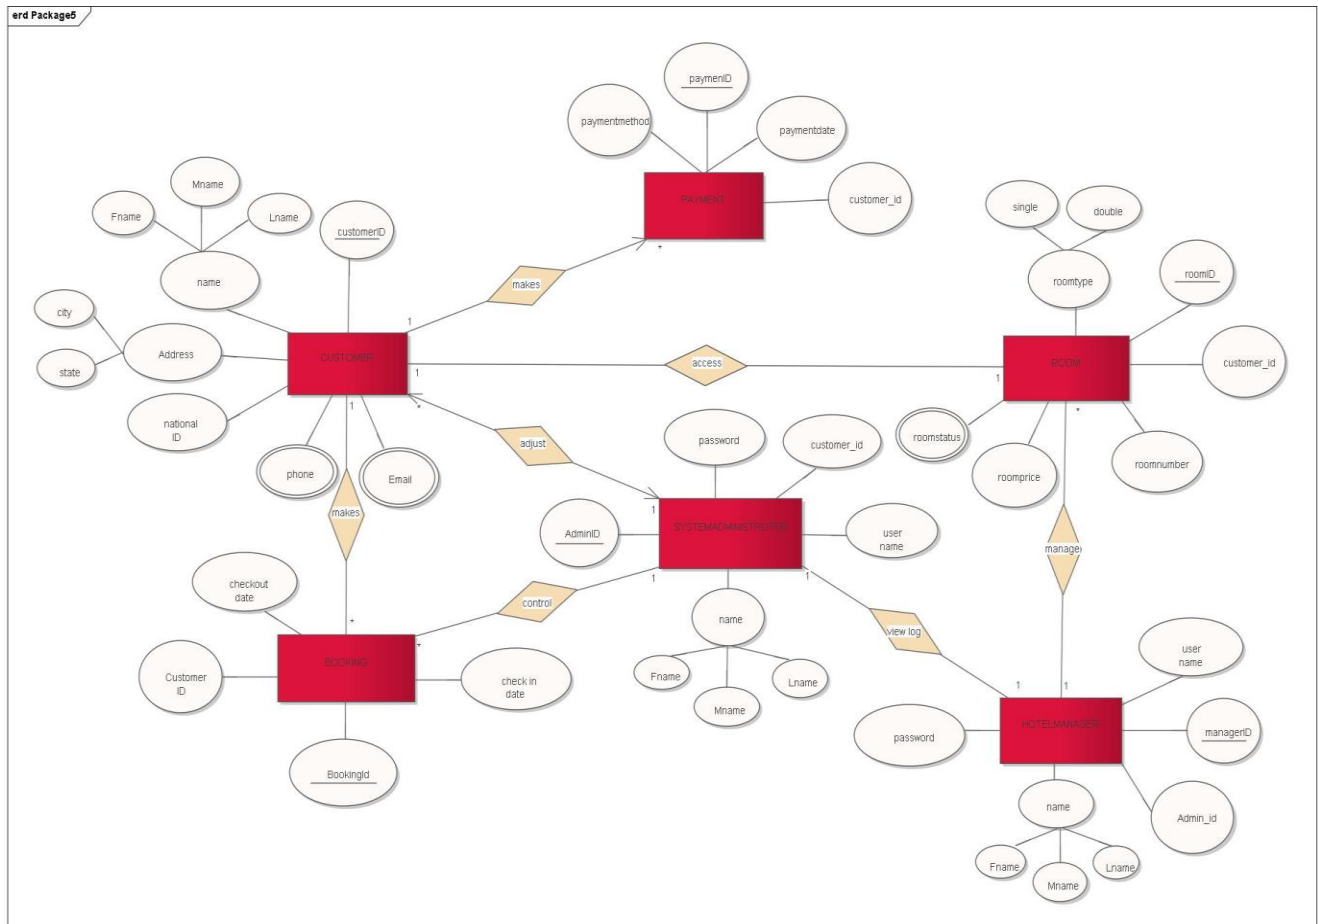 erd Package5
paymenID
paymentmethod
paymentdate
PAYMENT
customer_id
Mname
Fname
Lname
customerID
name
makes
1
*
single
double
roomtype
roomID
city
Address
state
CUSTOMER
1
access
1
ROOM
customer_id
national
ID
phone
Email
1
*
adjust
1
password
customer_id
roomstatus
roomprice
roomnumber
*
makes
AdminID
SYSTEMADMINISTRUTER
user
name
manage
checkout
date
control
1
*
1
name
view log
*
BOOKING
Customer
ID
check in
date
BookingId
Fname
Mname
Lname
user
name
1
1
password
HOTELMANAGER
managerID
name
Admin_id
Fname
Mname
Lname